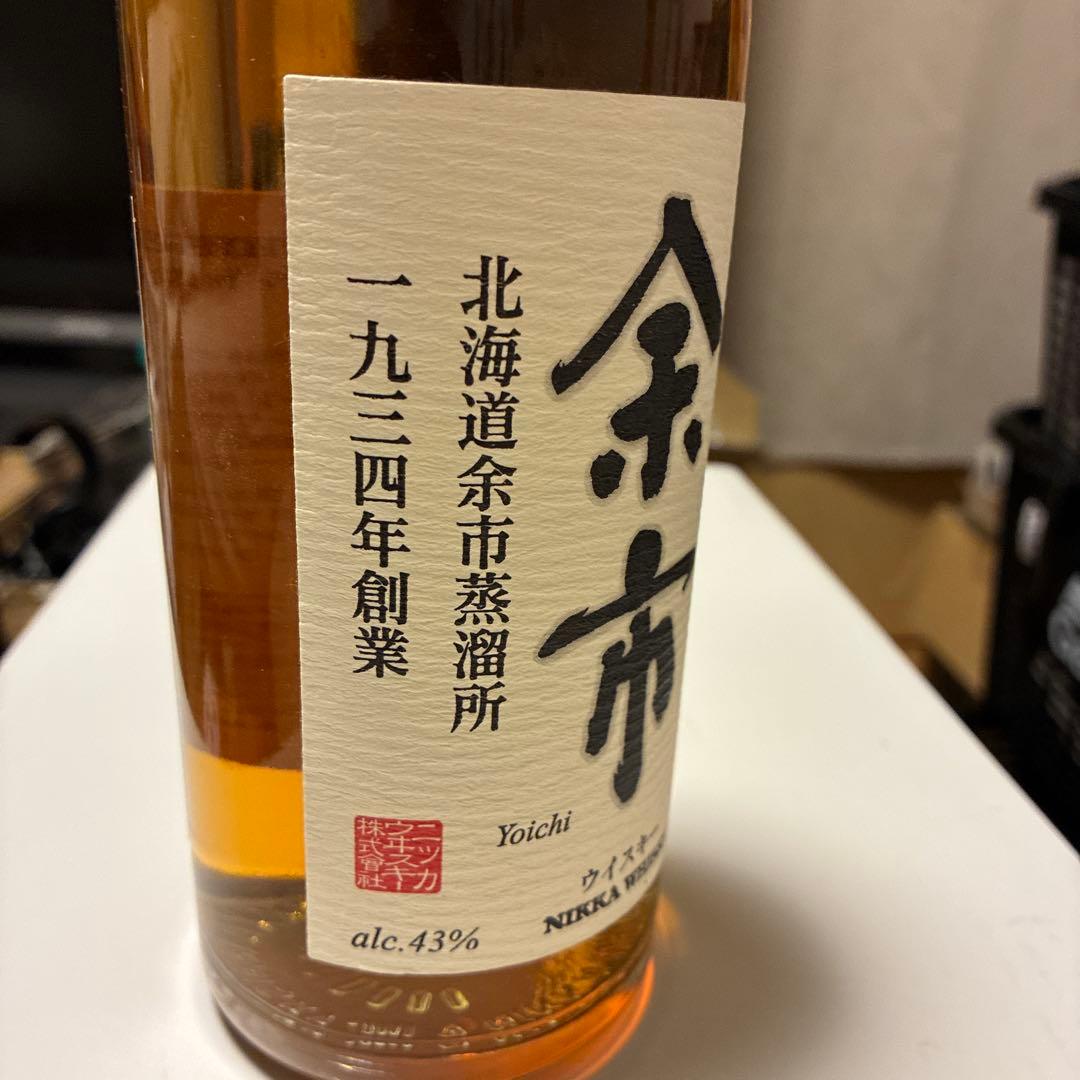 余市
北海道余市蒸溜所
一九三四年創業
ニッカ
ウヰスキー
株式會社
Yoichi
ウイスキー
NIKKA
alc.43%